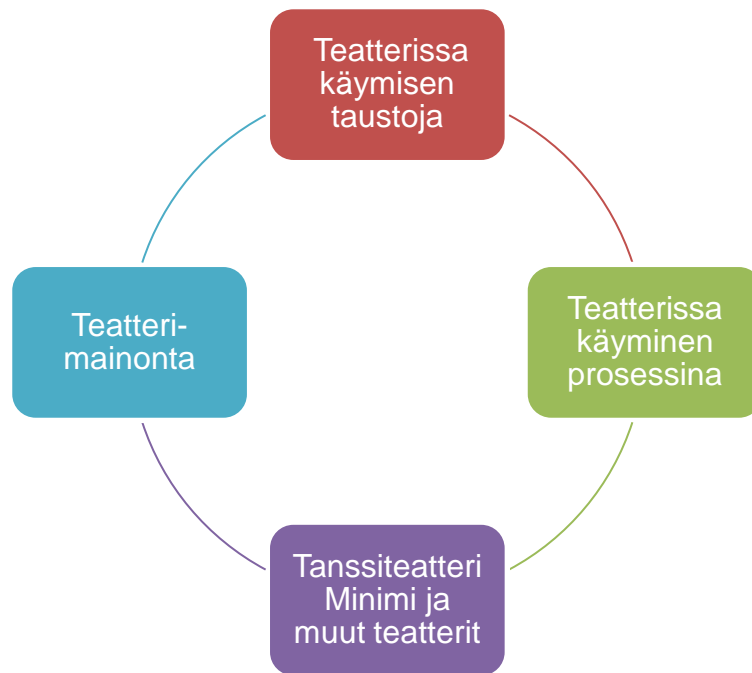 Teatterissa
käymisen
taustoja
Teatterissa
käyminen
prosessina
Tanssiteatteri
Minimi ja
muut teatterit
Teatteri-
mainonta